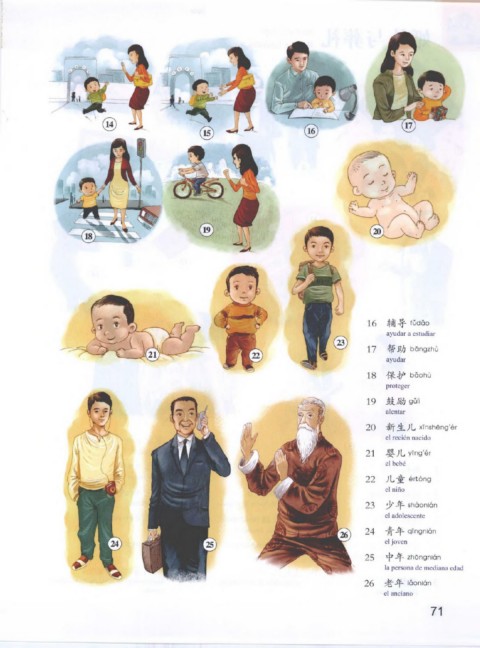 14
15
16
17
18
19
20
21
22
23
24
25
26
16 辅导 fǔdǎo
ayudar a estudiar
17 帮助 bāngzhù
ayudar
18 保护 bǎohù
proteger
19 鼓励 gǔlì
alentar
20 新生儿 xīnshēng'ér
el recién nacido
21 婴儿 yīng'ér
el bebé
22 儿童 értóng
el niño
23 少年 shàonián
el adolescente
24 青年 qīngnián
el joven
25 中年 zhōngnián
la persona de mediana edad
26 老年 lǎonián
el anciano
71